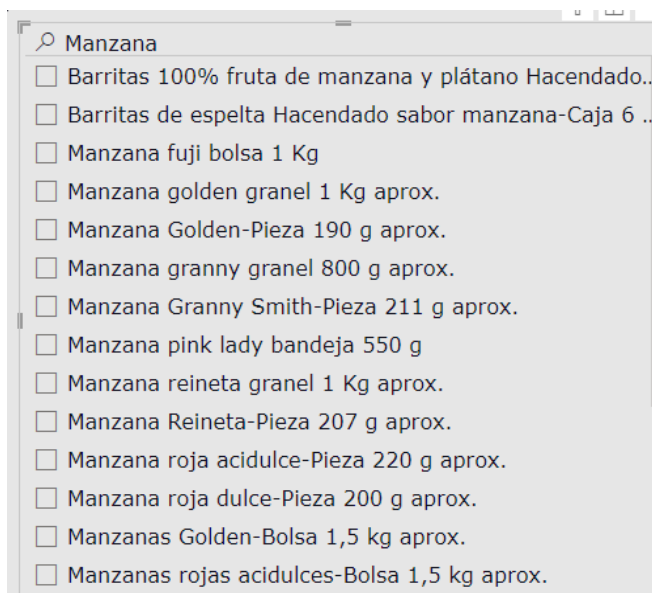 Manzana
Barritas 100% fruta de manzana y plátano Hacendado..
Barritas de espelta Hacendado sabor manzana-Caja 6 ..
Manzana fuji bolsa 1 Kg
Manzana golden granel 1 Kg aprox.
Manzana Golden-Pieza 190 g aprox.
Manzana granny granel 800 g aprox.
Manzana Granny Smith-Pieza 211 g aprox.
Manzana pink lady bandeja 550 g
Manzana reineta granel 1 Kg aprox.
Manzana Reineta-Pieza 207 g aprox.
Manzana roja acidulce-Pieza 220 g aprox.
Manzana roja dulce-Pieza 200 g aprox.
Manzanas Golden-Bolsa 1,5 kg aprox.
Manzanas rojas acidulces-Bolsa 1,5 kg aprox.